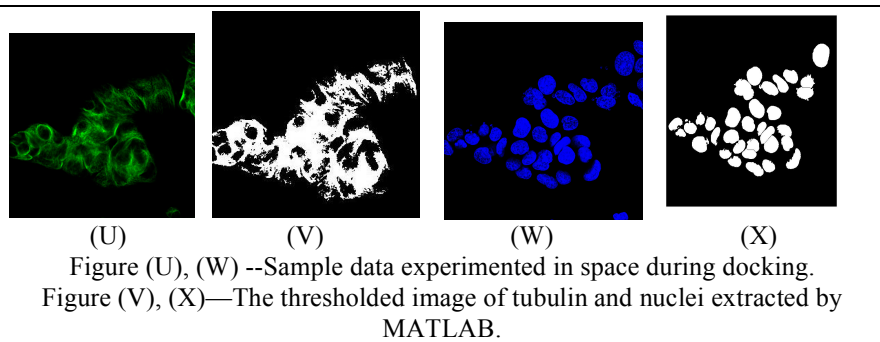 (U) (V) (W) (X)
Figure (U), (W) --Sample data experimented in space during docking.
Figure (V), (X)—The thresholded image of tubulin and nuclei extracted by
MATLAB.